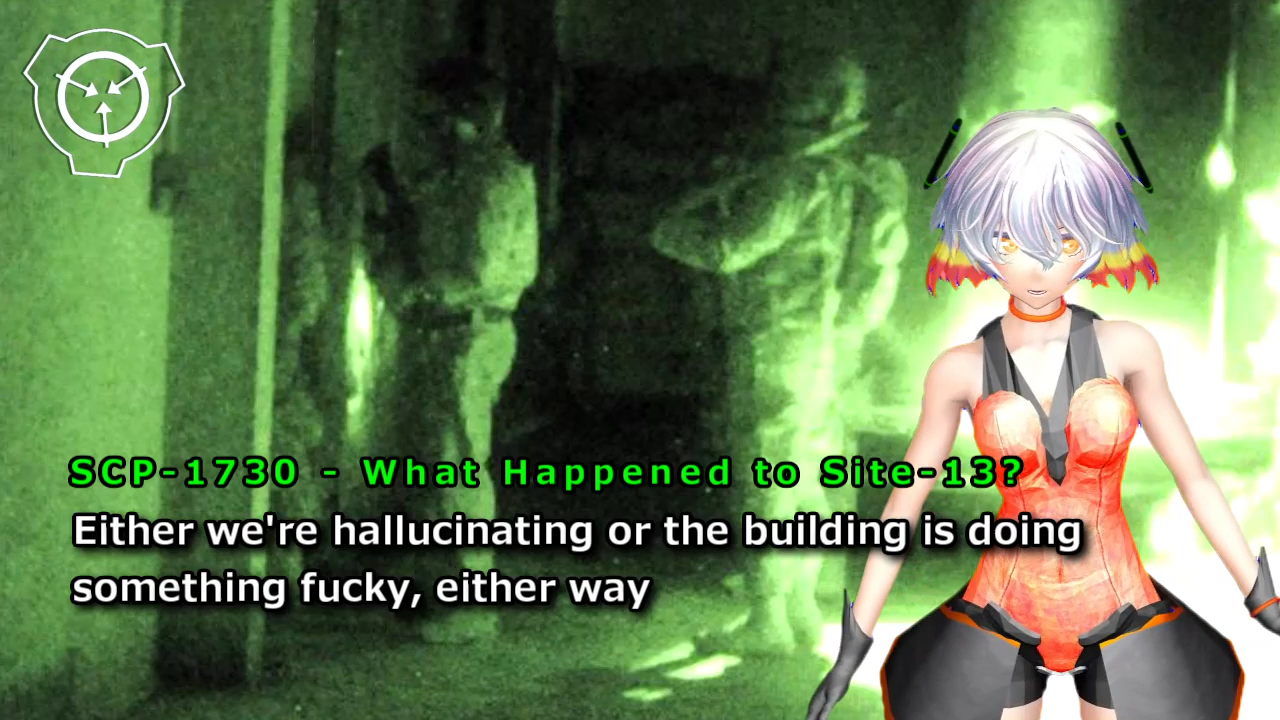 SCP-1730 - What Happened to Site-13?
Either we're hallucinating or the building is doing
something fucky, either way